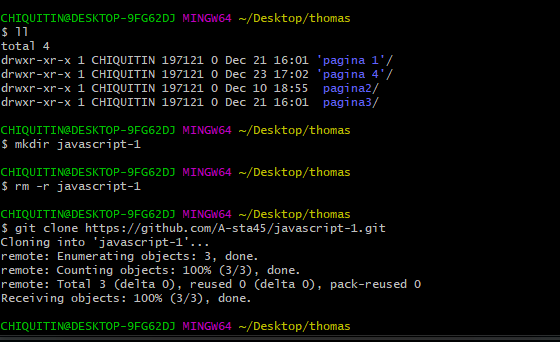 CHIQUITIN@DESKTOP-9FG62DJ MINGW64 ~/Desktop/thomas
$ ll
total 4
drwxr-xr-x 1 CHIQUITIN 197121 0 Dec 21 16:01 'pagina 1'/
drwxr-xr-x 1 CHIQUITIN 197121 0 Dec 23 17:02 'pagina 4'/
drwxr-xr-x 1 CHIQUITIN 197121 0 Dec 10 18:55  pagina2/
drwxr-xr-x 1 CHIQUITIN 197121 0 Dec 21 16:01  pagina3/
CHIQUITIN@DESKTOP-9FG62DJ MINGW64 ~/Desktop/thomas
$ mkdir javascript-1
CHIQUITIN@DESKTOP-9FG62DJ MINGW64 ~/Desktop/thomas
$ rm -r javascript-1
CHIQUITIN@DESKTOP-9FG62DJ MINGW64 ~/Desktop/thomas
$ git clone https://github.com/A-sta45/javascript-1.git
Cloning into 'javascript-1'...
remote: Enumerating objects: 3, done.
remote: Counting objects: 100% (3/3), done.
remote: Total 3 (delta 0), reused 0 (delta 0), pack-reused 0
Receiving objects: 100% (3/3), done.
CHIQUITIN@DESKTOP-9FG62DJ MINGW64 ~/Desktop/thomas